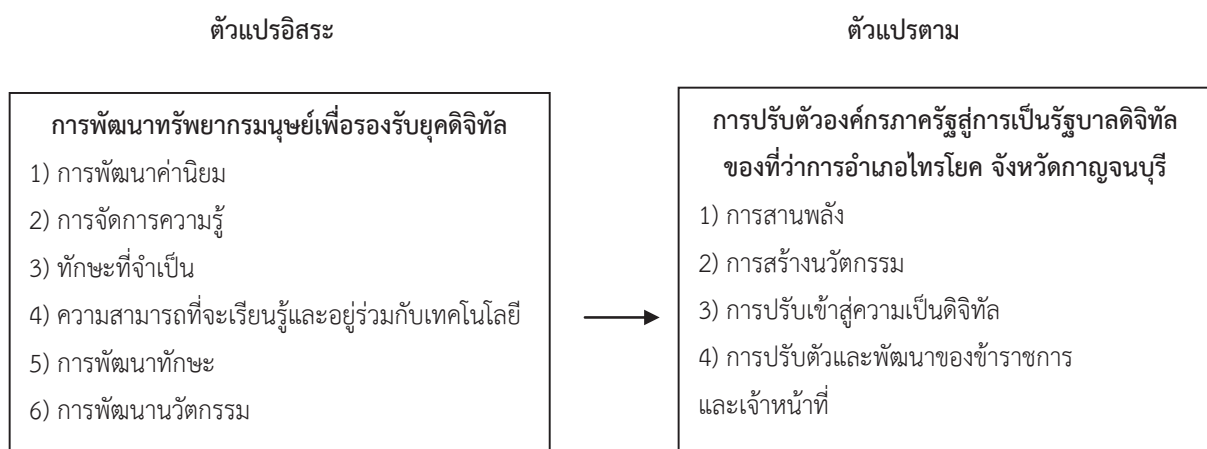 ตัวแปรอิสระ
ตัวแปรตาม
การพัฒนาทรัพยากรมนุษย์เพื่อรองรับยุคดิจิทัล
1) การพัฒนาค่านิยม
2) การจัดการความรู้
3) ทักษะที่จำเป็น
4) ความสามารถที่จะเรียนรู้และอยู่ร่วมกับเทคโนโลยี
5) การพัฒนาทักษะ
6) การพัฒนานวัตกรรม
การปรับตัวองค์กรภาครัฐสู่การเป็นรัฐบาลดิจิทัล
ของที่ว่าการอำเภอไทรโยค จังหวัดกาญจนบุรี
1) การสานพลัง
2) การสร้างนวัตกรรม
3) การปรับเข้าสู่ความเป็นดิจิทัล
4) การปรับตัวและพัฒนาของข้าราชการ
และเจ้าหน้าที่